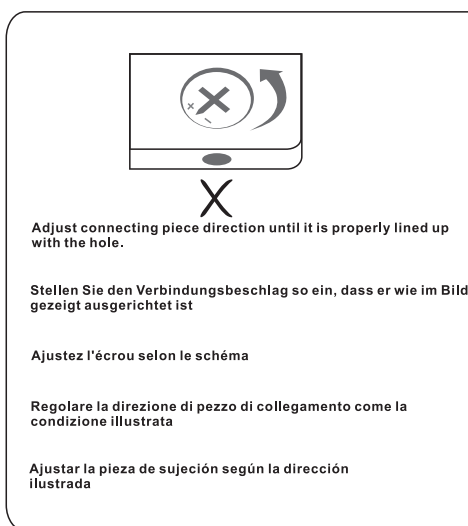 Adjust connecting piece direction until it is properly lined up
with the hole.
Stellen Sie den Verbindungsbeschlag so ein, dass er wie im Bild
gezeigt ausgerichtet ist
Ajustez l'écrou selon le schéma
Regolare la direzione di pezzo di collegamento come la
condizione illustrata
Ajustar la pieza de sujeción según la dirección
ilustrada